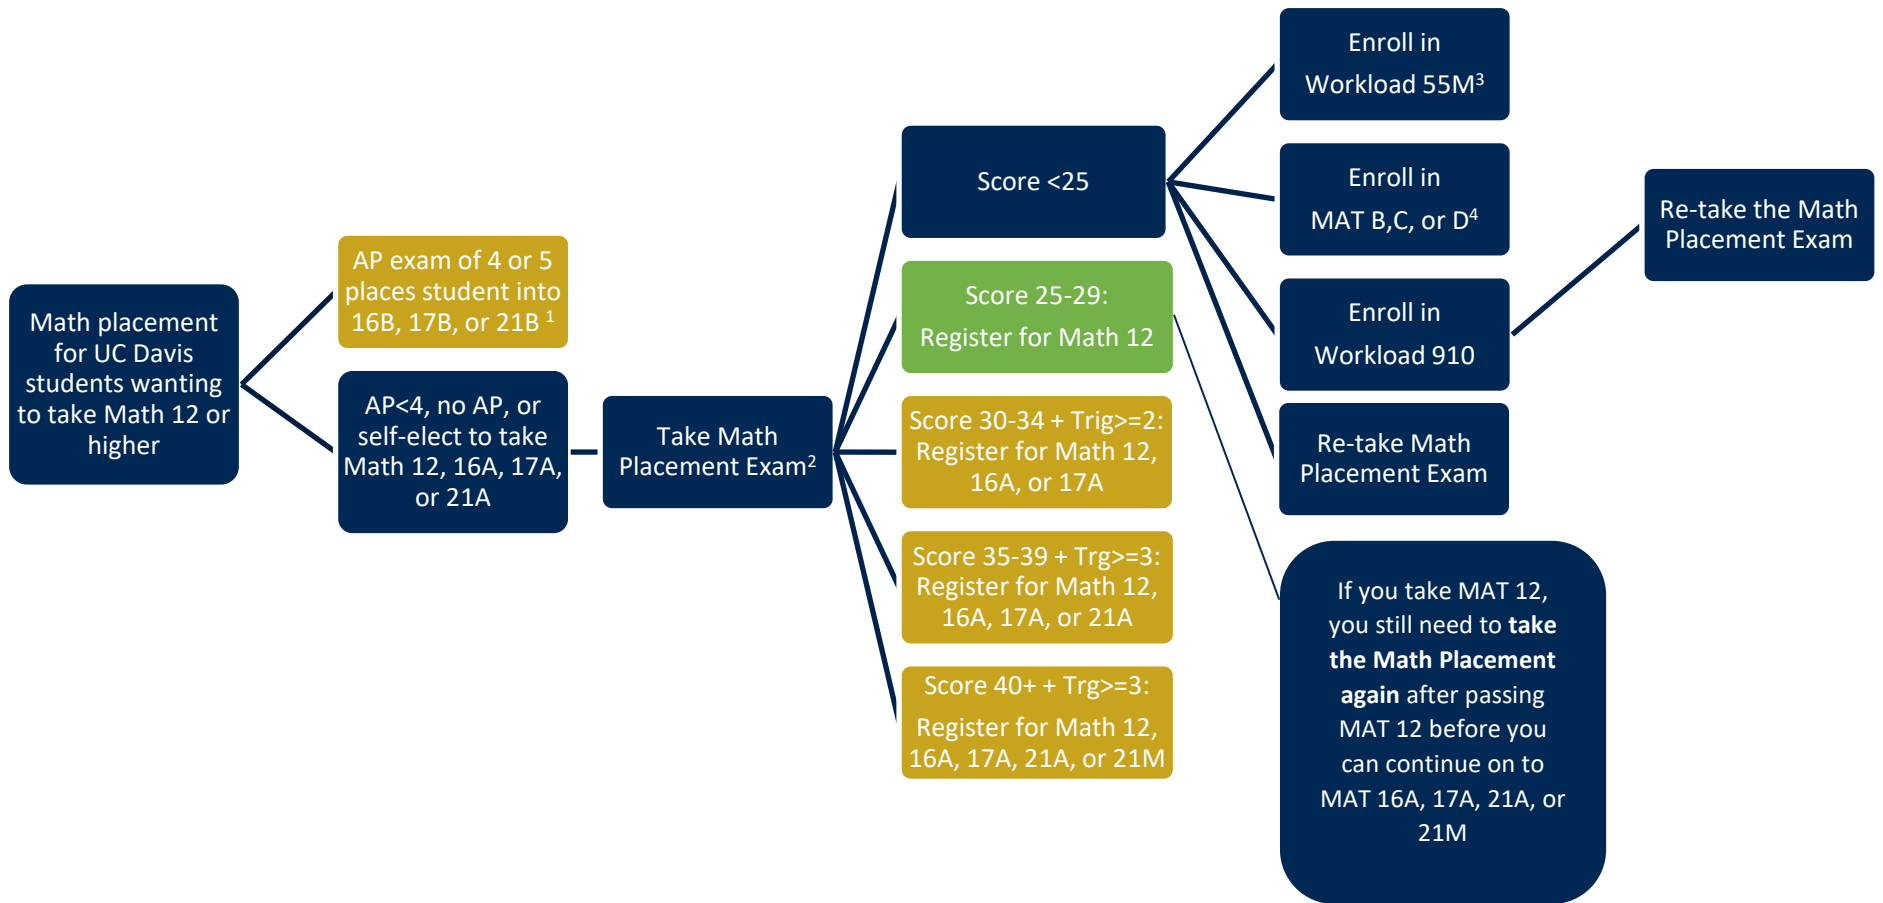 Math placement
for UC Davis
students wanting
to take Math 12 or
higher
AP exam of 4 or 5
places student into
16B, 17B, or 21B ¹
AP<4, no AP, or
self-elect to take
Math 12, 16A, 17A,
or 21A
Take Math
Placement Exam²
Score <25
Score 25-29:
Register for Math 12
Score 30-34 + Trig>=2:
Register for Math 12,
16A, or 17A
Score 35-39 + Trg>=3:
Register for Math 12,
16A, 17A, or 21A
Score 40+ + Trg>=3:
Register for Math 12,
16A, 17A, 21A, or 21M
Enroll in
Workload 55M³
Enroll in
MAT B,C, or D⁴
Enroll in
Workload 910
Re-take Math
Placement Exam
Re-take the Math
Placement Exam
If you take MAT 12,
you still need to take
the Math Placement
again after passing
MAT 12 before you
can continue on to
MAT 16A, 17A, 21A, or
21M